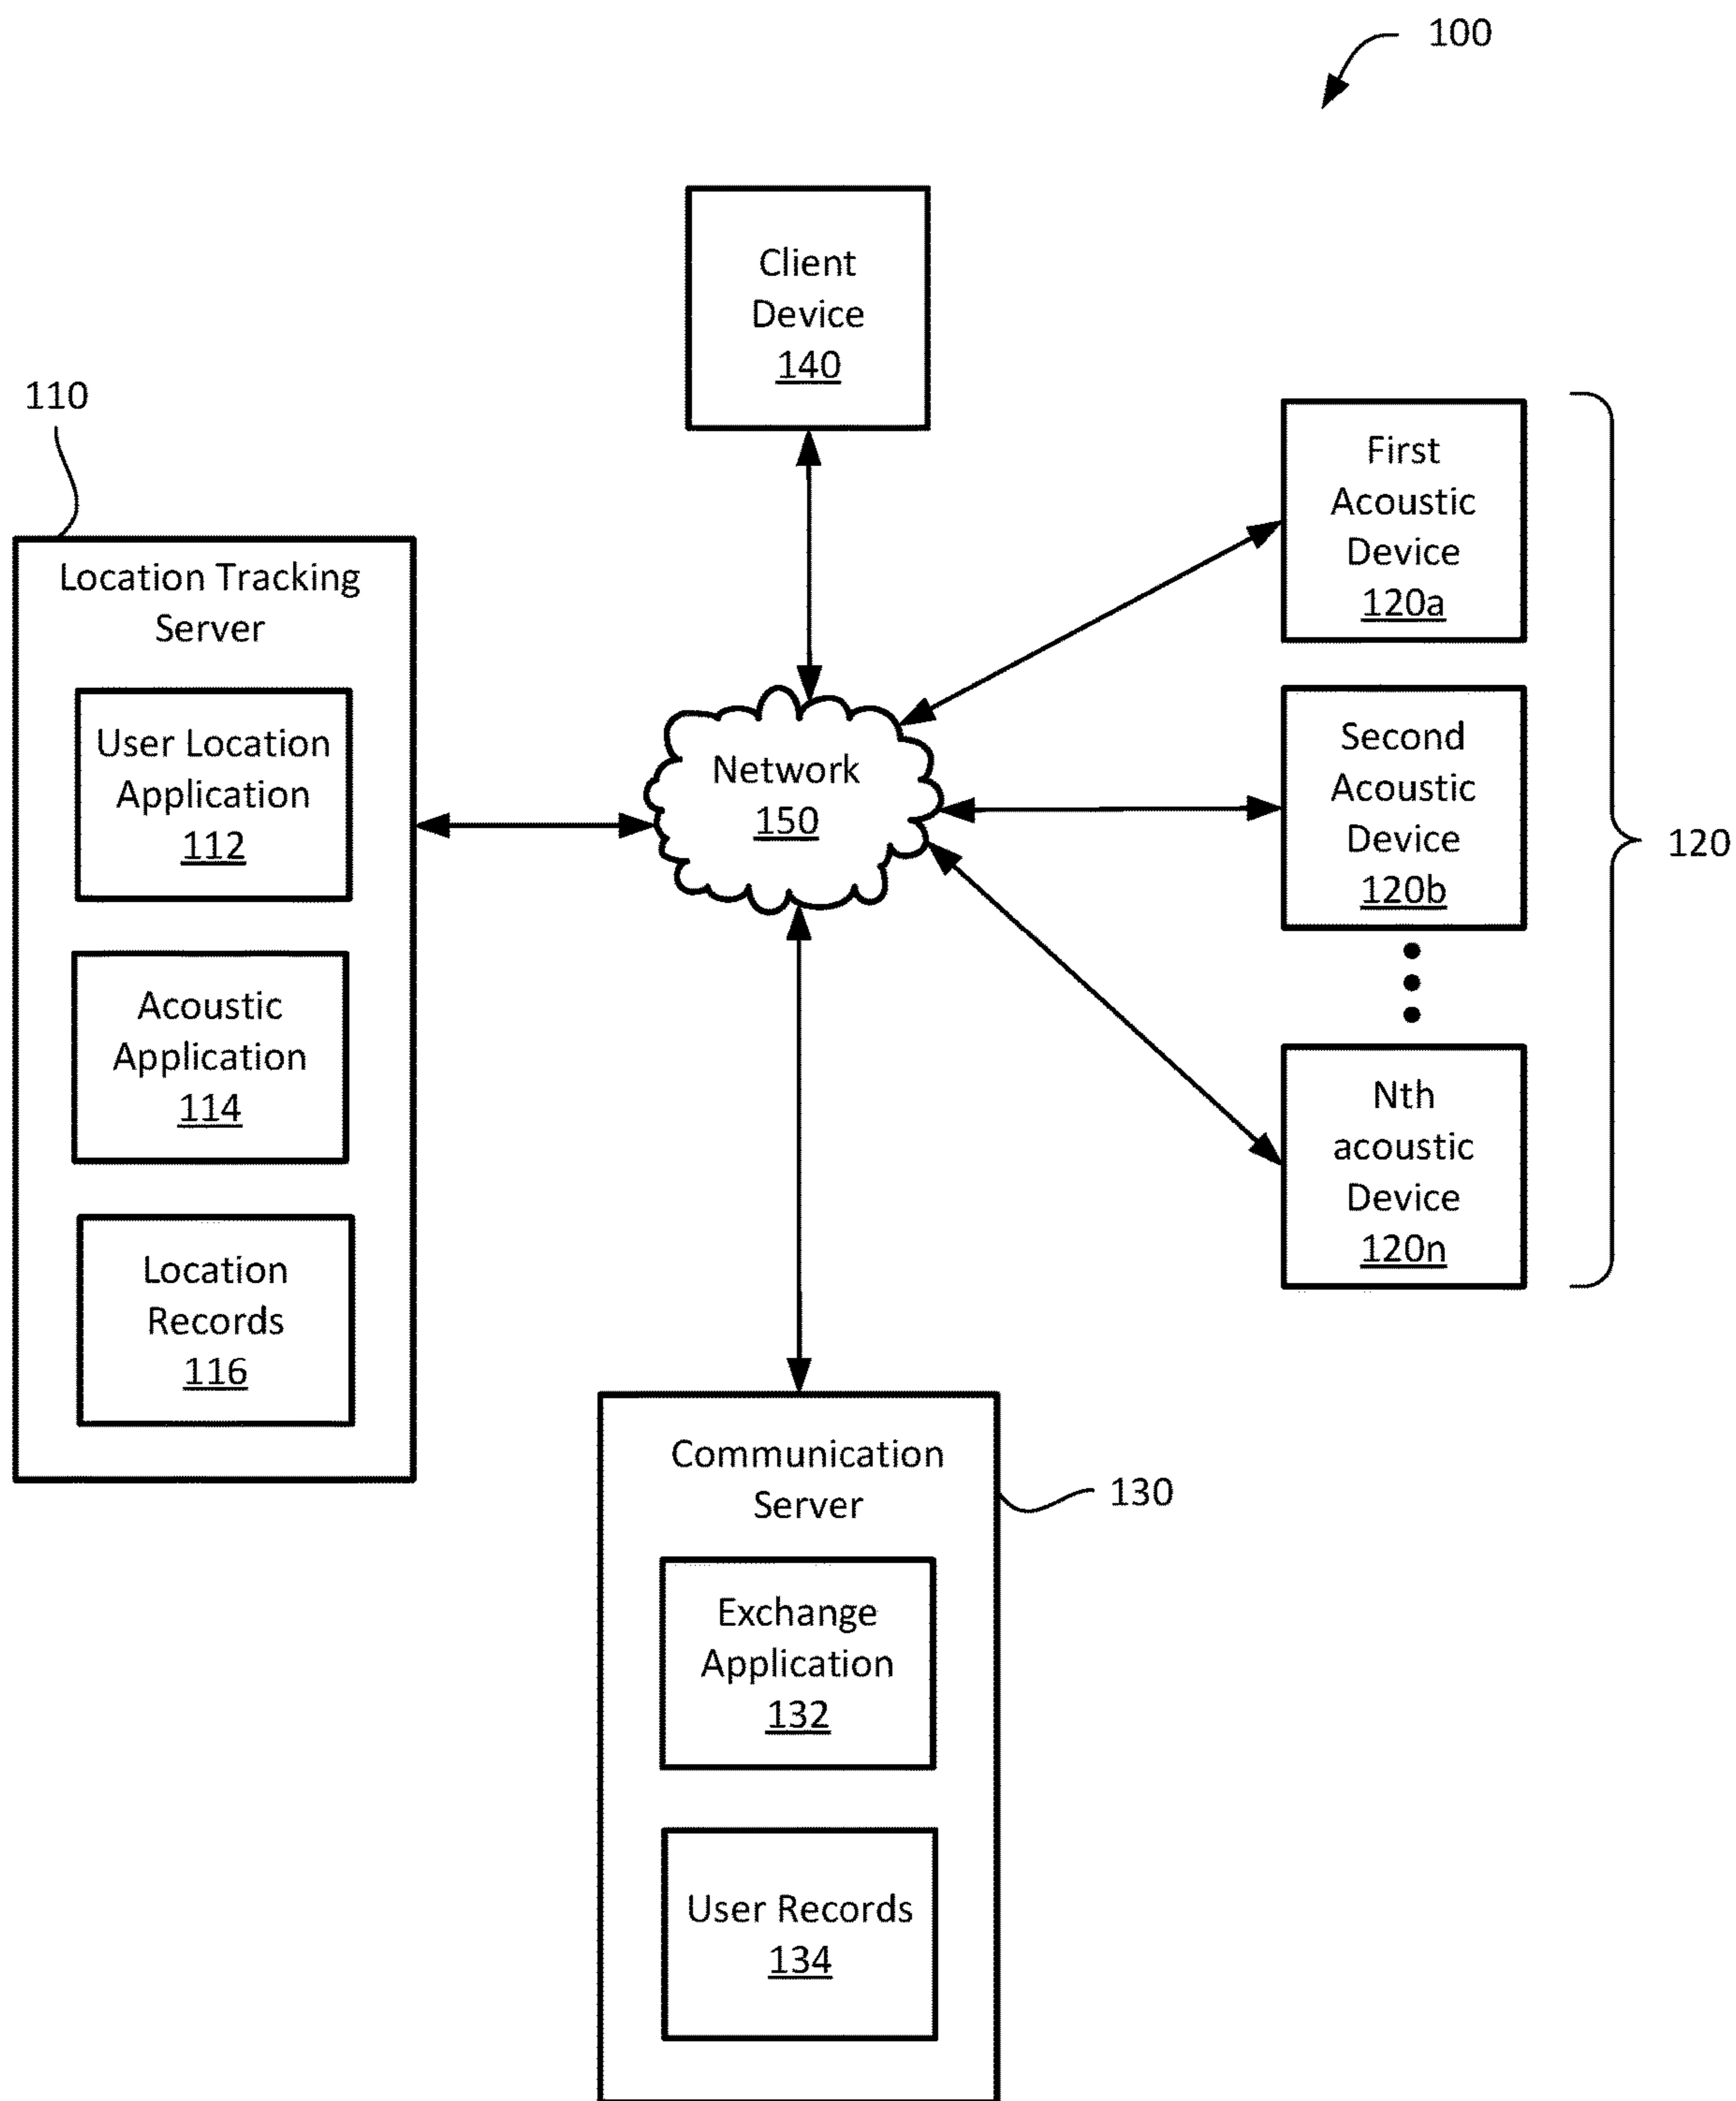 100
Client
Device
140
110
Location Tracking
Server
User Location
Application
112
Acoustic
Application
114
Location
Records
116
Network
150
First
Acoustic
Device
120a
Second
Acoustic
Device
120b
Nth
acoustic
Device
120n
120
Communication
Server
130
Exchange
Application
132
User Records
134